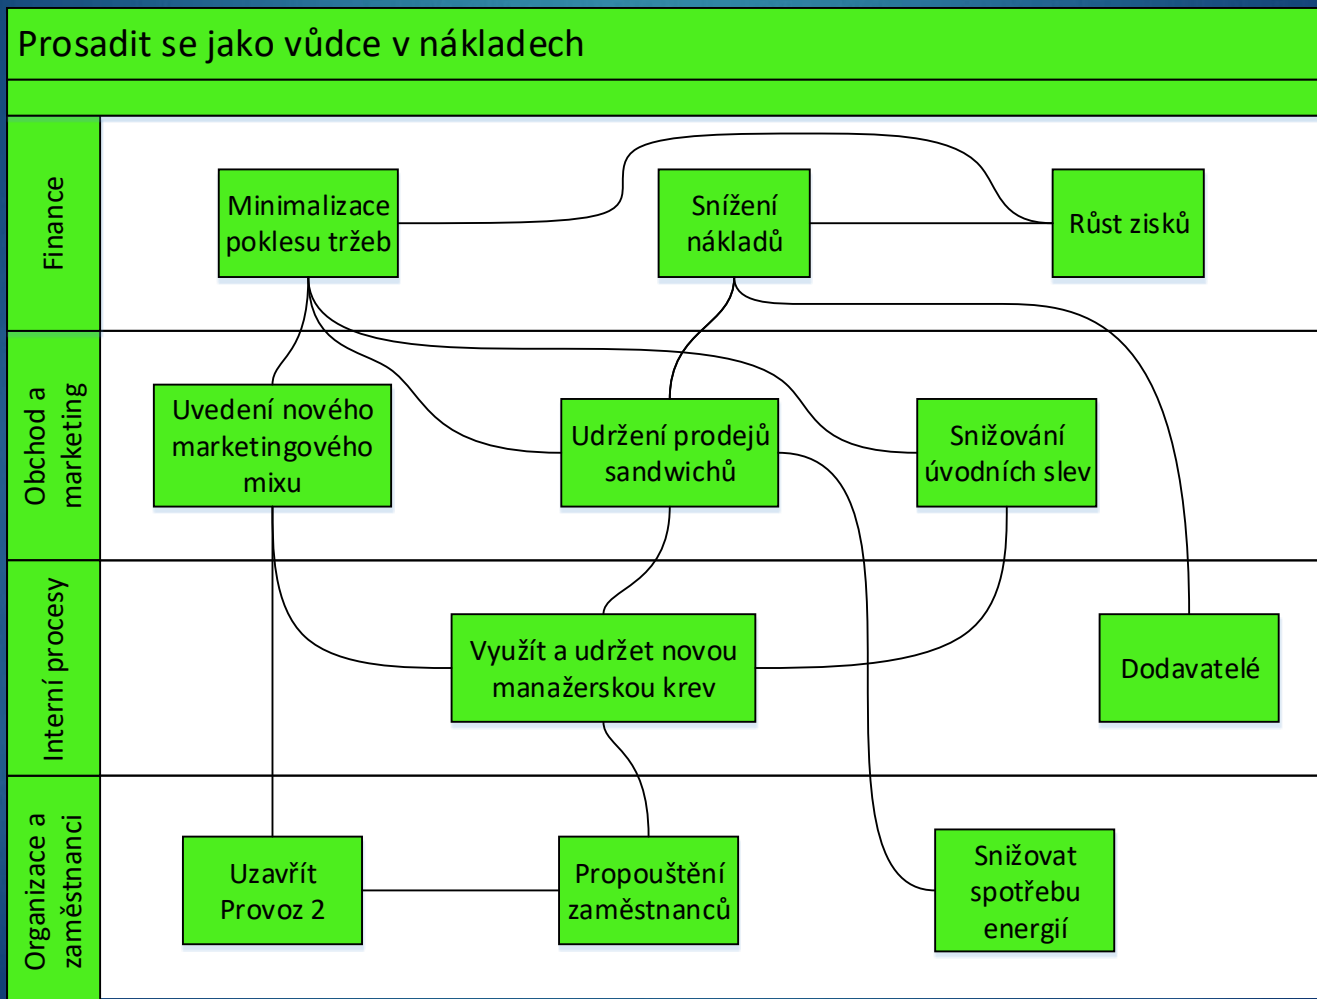 Prosadit se jako vůdce v nákladech
Finance
Minimalizace
poklesu tržeb
Snížení
nákladů
Růst zisků
Obchod a
marketing
Uvedení nového
marketingového
mixu
Udržení prodejů
sandwichů
Snižování
úvodních slev
Interní procesy
Využít a udržet novou
manažerskou krev
Dodavatelé
Organizace a
zaměstnanci
Uzavřít
Provoz 2
Propouštění
zaměstnanců
Snižovat
spotřebu
energií